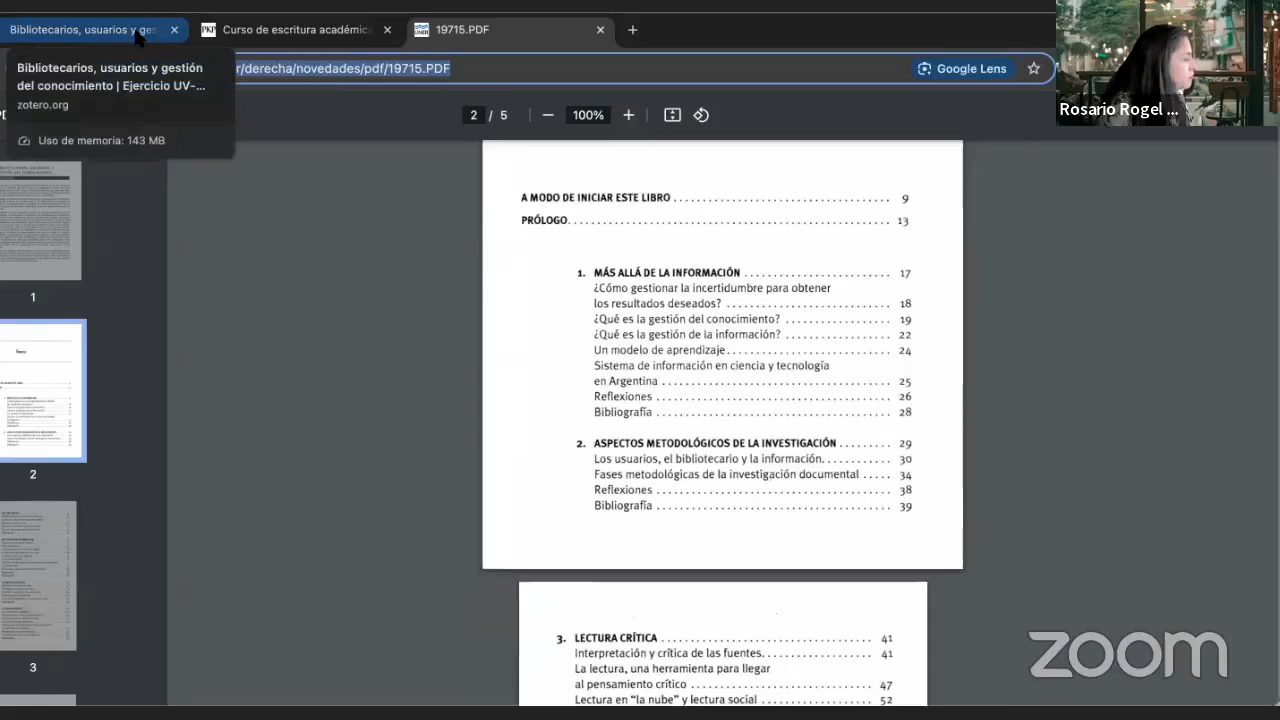 Bibliotecarios, usuarios y ges
PKP Curso de escritura académica
19715.PDF
r/derecha/novedades/pdf/19715.PDF
Google Lens
Bibliotecarios, usuarios y gestión
del conocimiento | Ejercicio UV-...
zotero.org
Uso de memoria: 143 MB
Rosario Rogel ...
2 / 5
100%
A MODO DE INICIAR ESTE LIBRO 9
PRÓLOGO 13
1. MÁS ALLÁ DE LA INFORMACIÓN 17
¿Cómo gestionar la incertidumbre para obtener
los resultados deseados? 18
¿Qué es la gestión del conocimiento? 19
¿Qué es la gestión de la información? 22
Un modelo de aprendizaje 24
Sistema de información en ciencia y tecnología
en Argentina 25
Reflexiones 26
Bibliografía 28
2. ASPECTOS METODOLÓGICOS DE LA INVESTIGACIÓN 29
Los usuarios, el bibliotecario y la información 30
Fases metodológicas de la investigación documental 34
Reflexiones 38
Bibliografía 39
3. LECTURA CRÍTICA 41
Interpretación y crítica de las fuentes 41
La lectura, una herramienta para llegar
al pensamiento crítico 47
Lectura en “la nube” y lectura social 52
1
2
3
zoom